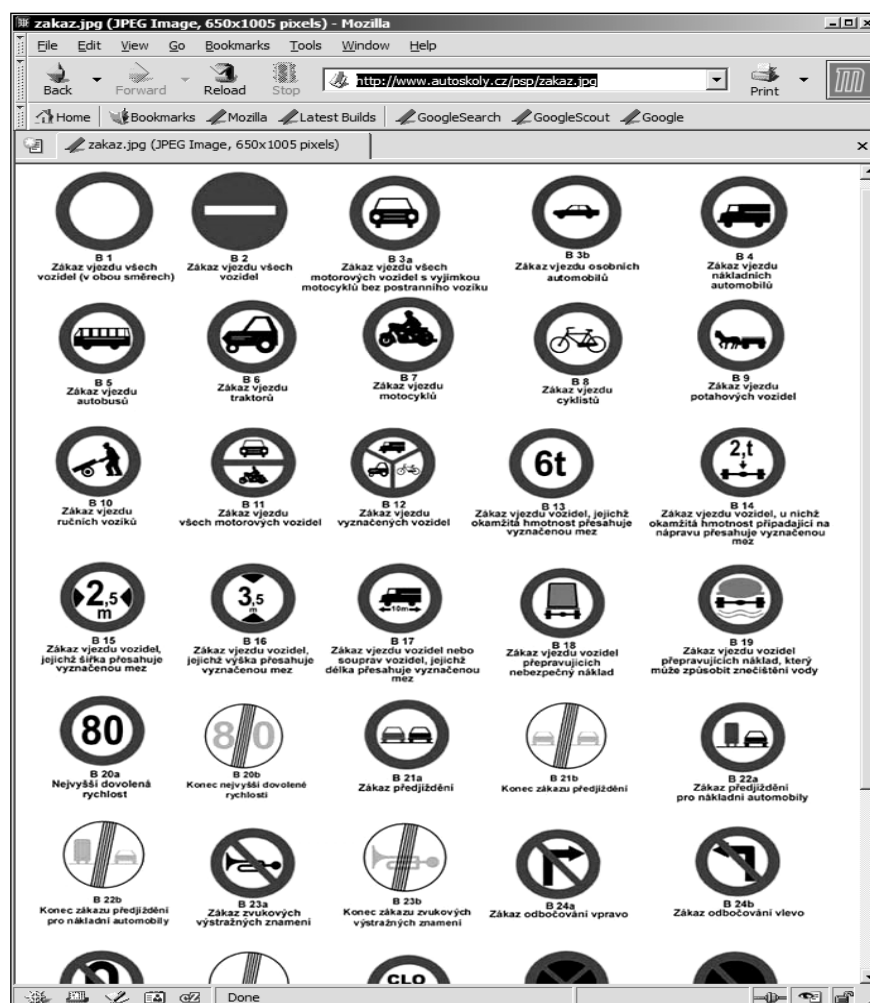 zakaz.jpg (JPEG Image, 650x1005 pixels) - Mozilla
File Edit View Go Bookmarks Tools Window Help
Back Forward Reload Stop http://www.autoskoly.cz/psp/zakaz.jpg Print
Home Bookmarks Mozilla Latest Builds GoogleSearch GoogleScout Google
zakaz.jpg (JPEG Image, 650x1005 pixels)
B 1
Zákaz vjezdu všech
vozidel (v obou směrech)
B 2
Zákaz vjezdu všech
vozidel
B 3a
Zákaz vjezdu všech
motorových vozidel s vyjímkou
motocyklů bez postranního vozíku
B 3b
Zákaz vjezdu osobních
automobilů
B 4
Zákaz vjezdu
nákladních
automobilů
B 5
Zákaz vjezdu
autobusů
B 6
Zákaz vjezdu
traktorů
B 7
Zákaz vjezdu
motocyklů
B 8
Zákaz vjezdu
cyklistů
B 9
Zákaz vjezdu
potahových vozidel
B 10
Zákaz vjezdu
ručních vozíků
B 11
Zákaz vjezdu
všech motorových vozidel
B 12
Zákaz vjezdu
vyznačených vozidel
6t
B 13
Zákaz vjezdu vozidel, jejichž
okamžitá hmotnost přesahuje
vyznačenou mez
2,t
B 14
Zákaz vjezdu vozidel, u nichž
okamžitá hmotnost připadající na
nápravu přesahuje vyznačenou
mez
2,5
m
B 15
Zákaz vjezdu vozidel,
jejichž šířka přesahuje
vyznačenou mez
3,5
m
B 16
Zákaz vjezdu vozidel,
jejichž výška přesahuje
vyznačenou mez
10m
B 17
Zákaz vjezdu vozidel nebo
souprav vozidel, jejichž
délka přesahuje vyznačenou
mez
B 18
Zákaz vjezdu vozidel
přepravujících
nebezpečný náklad
B 19
Zákaz vjezdu vozidel
přepravujících náklad, který
může způsobit znečištění vody
80
B 20a
Nejvyšší dovolená
rychlost
80
B 20b
Konec nejvyšší dovolené
rychlosti
B 21a
Zákaz předjíždění
B 21b
Konec zákazu předjíždění
B 22a
Zákaz předjíždění
pro nákladní automobily
B 22b
Konec zákazu předjíždění
pro nákladní automobily
B 23a
Zákaz zvukových
výstražných znamení
B 23b
Konec zákazu zvukových
výstražných znamení
B 24a
Zákaz odbočování vpravo
B 24b
Zákaz odbočování vlevo
CLO
Done